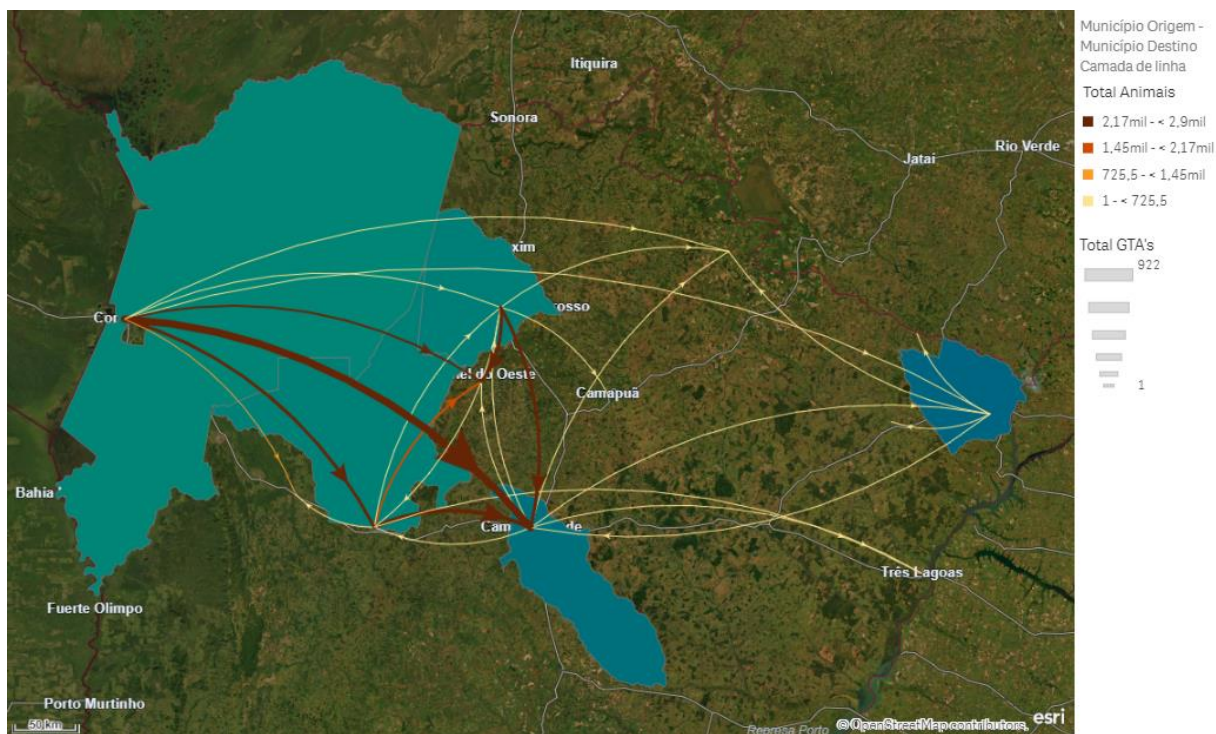 Município Origem -
Município Destino
Camada de linha
Total Animais
2,17mil - < 2,9mil
1,45mil - < 2,17mil
725,5 - < 1,45mil
1 - < 725,5
Total GTA's
922
1
Itiquira
Sonora
Rio Verde
Jataí
xim
Cor
rosso
el do Oeste
Camapuã
Bahia
Cam de
Três Lagoas
Fuerte Olimpo
Porto Murtinho
50 km
Represa Porto
© OpenStreetMap contributors,
esri